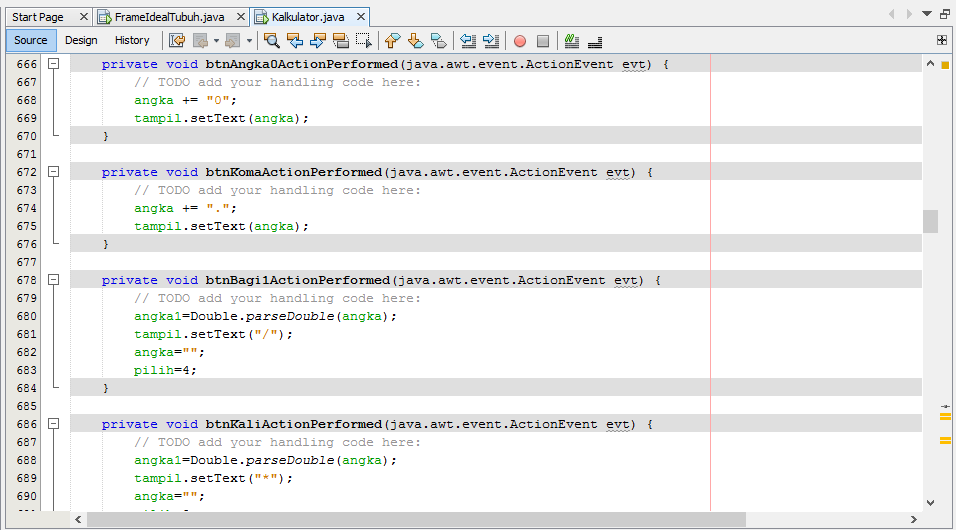 Start Page FrameIdealTubuh.java Kalkulator.java
Source Design History
666 private void btnAngka0ActionPerformed(java.awt.event.ActionEvent evt) {
667 // TODO add your handling code here:
668 angka += "0";
669 tampil.setText(angka);
670 }
671
672 private void btnKomaActionPerformed(java.awt.event.ActionEvent evt) {
673 // TODO add your handling code here:
674 angka += ".";
675 tampil.setText(angka);
676 }
677
678 private void btnBagi1ActionPerformed(java.awt.event.ActionEvent evt) {
679 // TODO add your handling code here:
680 angka1=Double.parseDouble(angka);
681 tampil.setText("/");
682 angka="";
683 pilih=4;
684 }
685
686 private void btnKaliActionPerformed(java.awt.event.ActionEvent evt) {
687 // TODO add your handling code here:
688 angka1=Double.parseDouble(angka);
689 tampil.setText("*");
690 angka="";